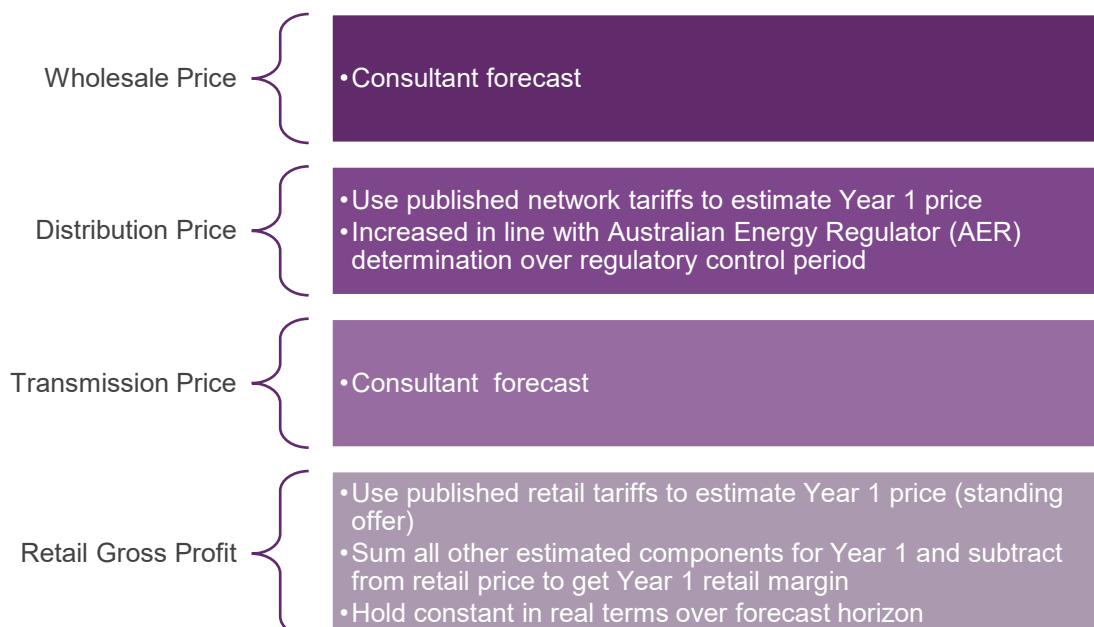 Wholesale Price
•Consultant forecast
Distribution Price
•Use published network tariffs to estimate Year 1 price
•Increased in line with Australian Energy Regulator (AER)
determination over regulatory control period
Transmission Price
•Consultant  forecast
Retail Gross Profit
•Use published retail tariffs to estimate Year 1 price (standing
offer)
•Sum all other estimated components for Year 1 and subtract
from retail price to get Year 1 retail margin
•Hold constant in real terms over forecast horizon